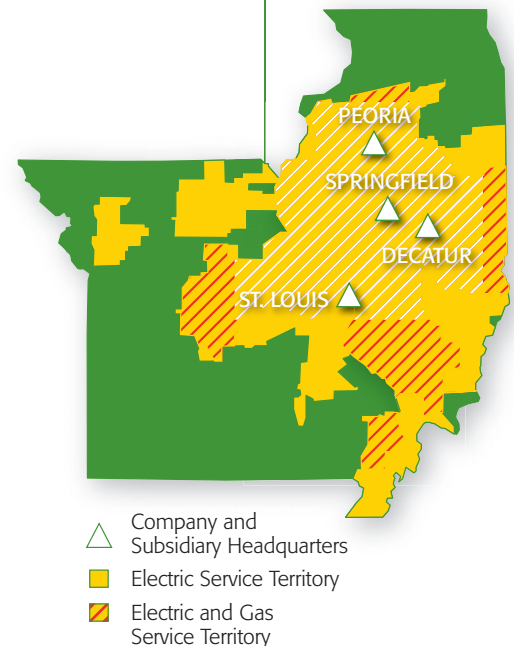 PEORIA
SPRINGFIELD
DECATUR
ST. LOUIS
Company and
Subsidiary Headquarters
Electric Service Territory
Electric and Gas
Service Territory